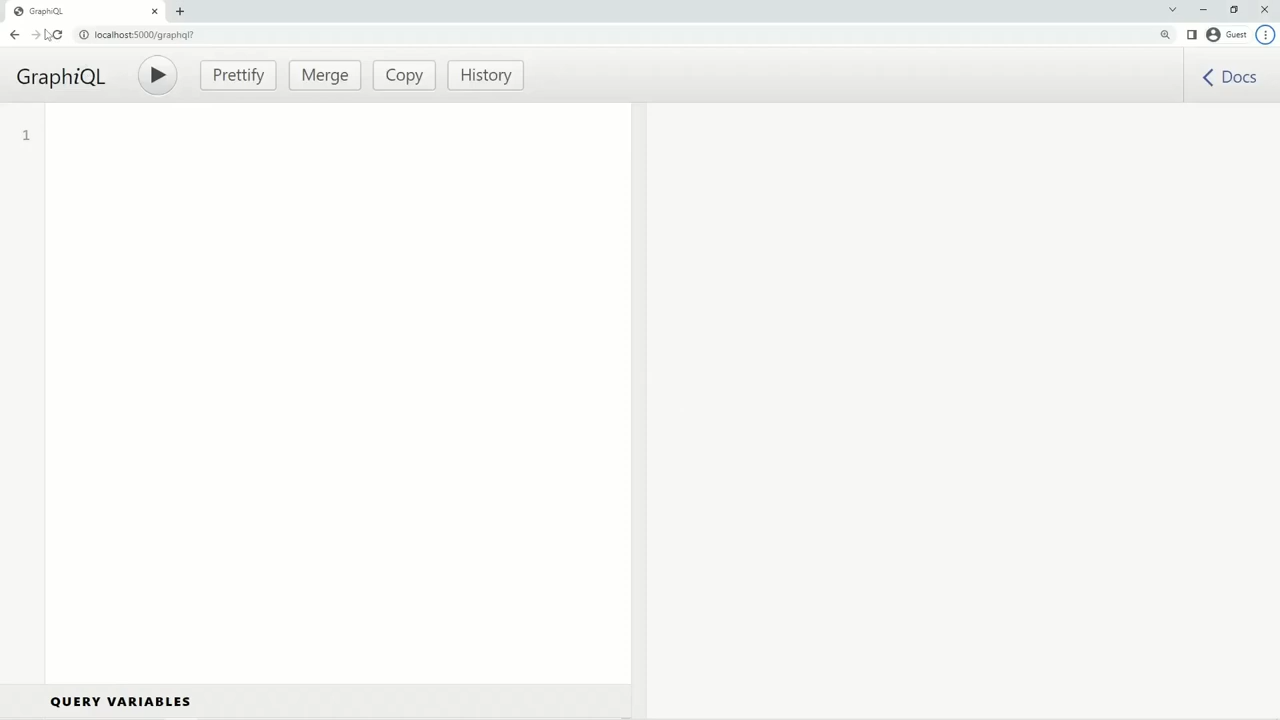 GraphiQL
localhost:5000/graphql?
Guest
GraphiQL
Prettify
Merge
Copy
History
Docs
1
QUERY VARIABLES